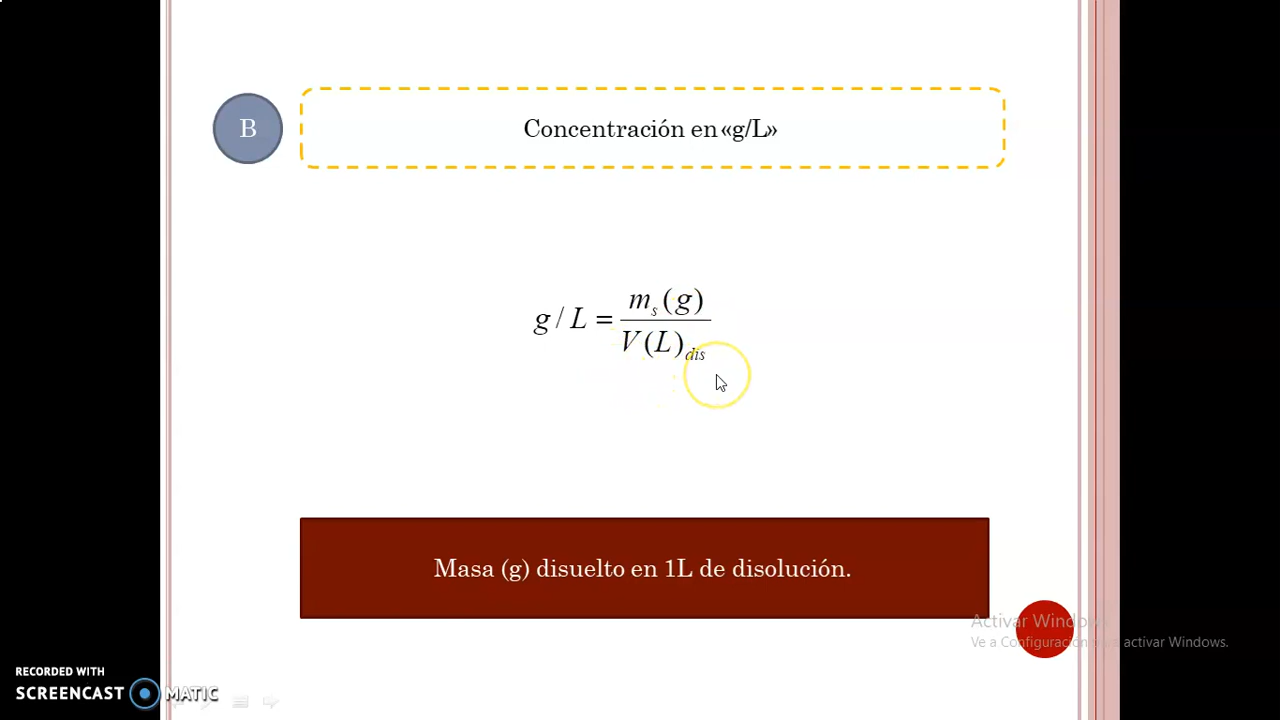 B
Concentración en «g/L»
g / L = m_s (g) / V (L)_dis
Masa (g) disuelto en 1L de disolución.
Activar Windows
Ve a Configuración activar Windows.
RECORDED WITH
SCREENCAST MATIC